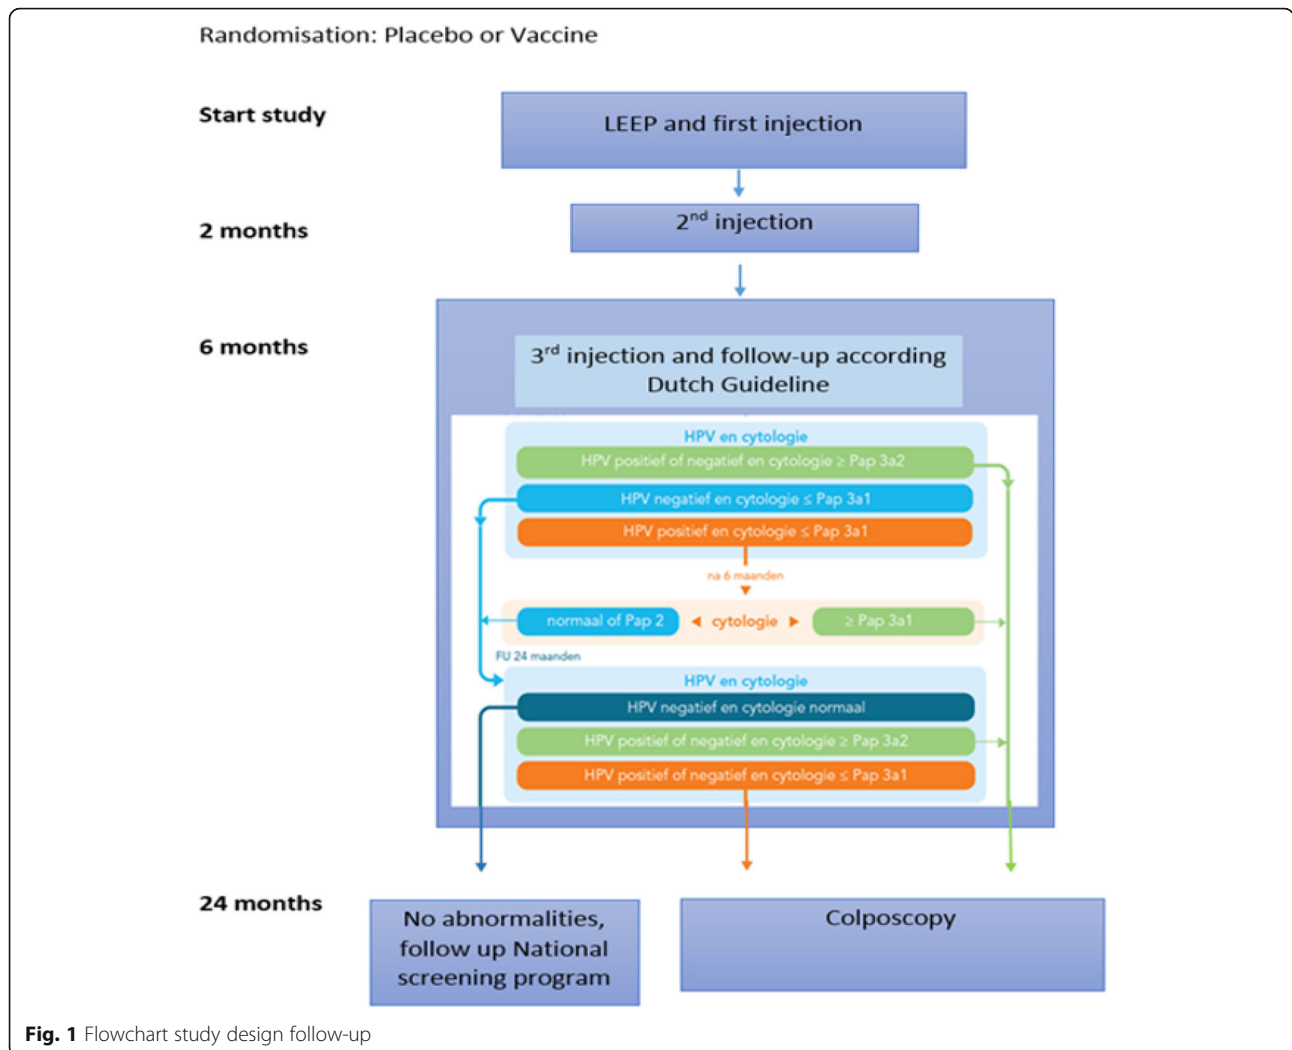 Randomisation: Placebo or Vaccine
Start study
LEEP and first injection
2 months
2nd injection
6 months
3rd injection and follow-up according
Dutch Guideline
HPV en cytologie
HPV positief of negatief en cytologie ≥ Pap 3a2
HPV negatief en cytologie ≤ Pap 3a1
HPV positief en cytologie ≤ Pap 3a1
na 6 maanden
normaal of Pap 2
cytologie
≥ Pap 3a1
FU 24 maanden
HPV en cytologie
HPV negatief en cytologie normaal
HPV positief of negatief en cytologie ≥ Pap 3a2
HPV positief of negatief en cytologie ≤ Pap 3a1
24 months
No abnormalities,
follow up National
screening program
Colposcopy
Fig. 1 Flowchart study design follow-up